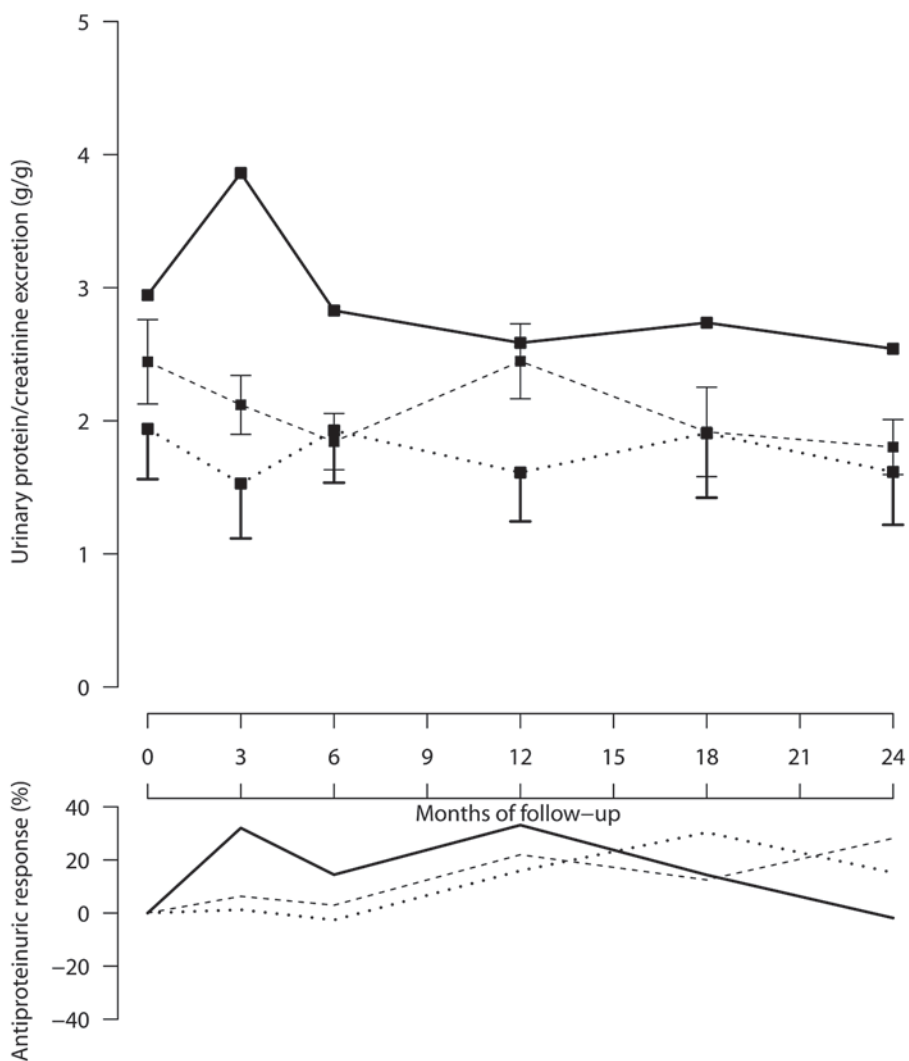 Urinary protein/creatinine excretion (g/g)
5
4
3
2
1
0
0 3 6 9 12 15 18 21 24
Months of follow−up
Antiproteinuric response (%)
40
20
0
−20
−40